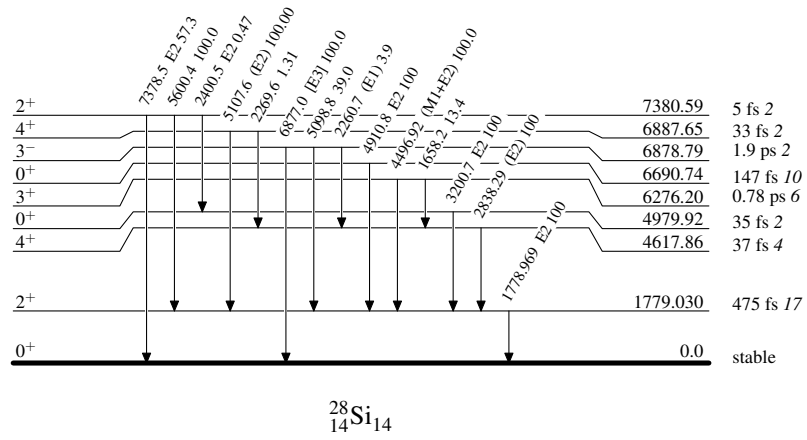 7378.5 E2 57.3
5600.4 100.0
2400.5 E2 0.47
5107.6 (E2) 100.00
2269.6 1.31
6877.0 [E3] 100.0
5098.8 39.0
2260.7 (E1) 3.9
4910.8 E2 100
4496.92 (M1+E2) 100.0
1658.2 13.4
3200.7 E2 100
2838.29 (E2) 100
1778.969 E2 100
2+ 7380.59 5 fs 2
4+ 6887.65 33 fs 2
3− 6878.79 1.9 ps 2
0+ 6690.74 147 fs 10
3+ 6276.20 0.78 ps 6
0+ 4979.92 35 fs 2
4+ 4617.86 37 fs 4
2+ 1779.030 475 fs 17
0+ 0.0 stable
28 14 Si 14